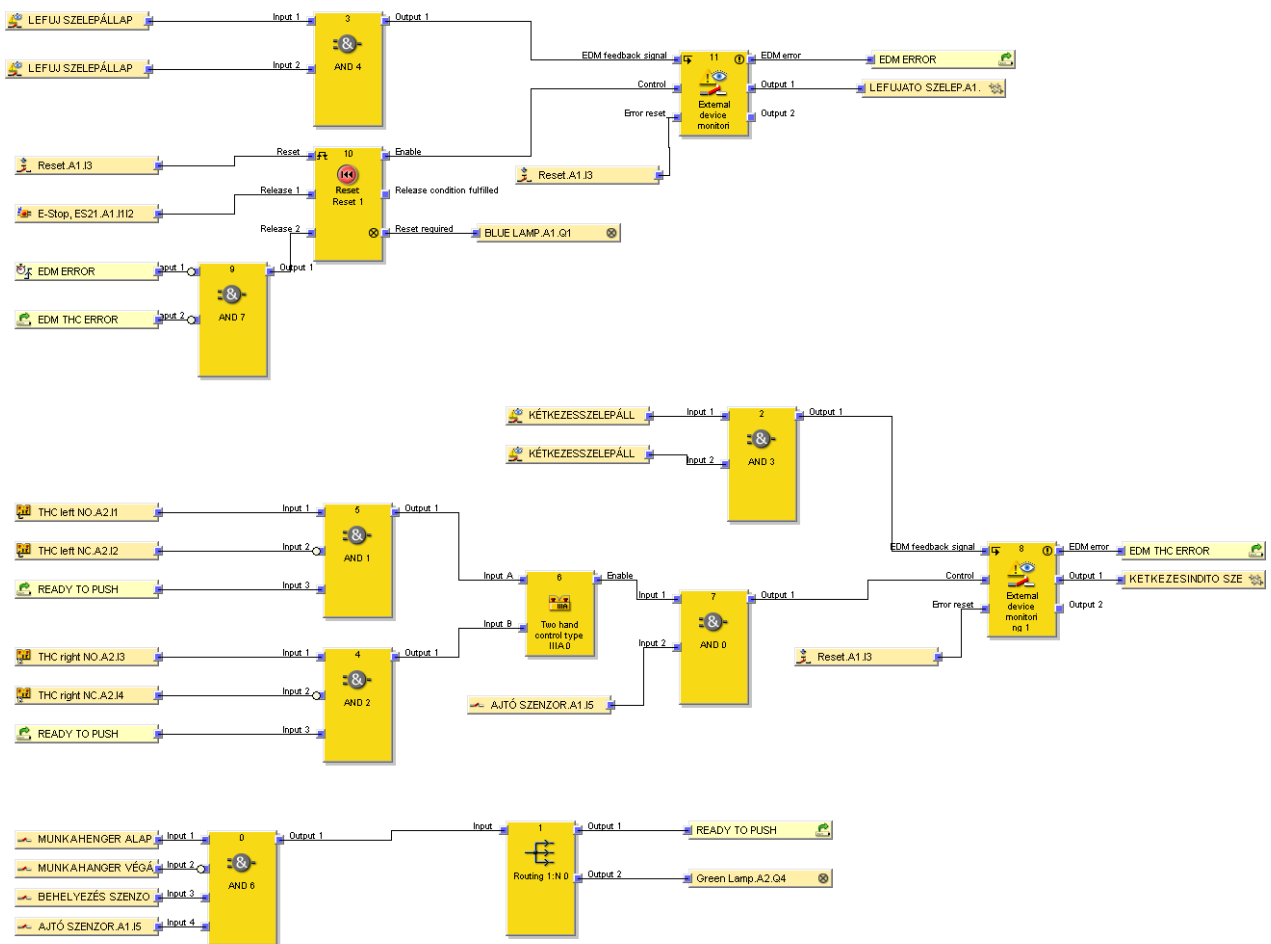 LEFUJ SZELEPÁLLAP
Input 1
3
Output 1
LEFUJ SZELEPÁLLAP
Input 2
AND 4
EDM feedback signal
11
EDM error
EDM ERROR
Control
Output 1
LEFUJATO SZELEP.A1.
Error reset
External
device
monitori
Output 2
Reset.A1.I3
Reset.A1.I3
Reset
10
Enable
E-Stop, ES21.A1.I1I2
Release 1
Reset
Reset 1
Release condition fulfilled
Release 2
Reset required
BLUE LAMP.A1.Q1
EDM ERROR
nput 1
9
Output 1
EDM THC ERROR
nput 2
AND 7
KÉTKEZESSZELEPÁLL
Input 1
2
Output 1
KÉTKEZESSZELEPÁLL
Input 2
AND 3
THC left NO.A2.I1
Input 1
5
Output 1
THC left NC.A2.I2
Input 2
AND 1
READY TO PUSH
Input 3
Input A
6
Enable
Input B
Two hand
control type
IIIA 0
THC right NO.A2.I3
Input 1
4
Output 1
THC right NC.A2.I4
Input 2
AND 2
READY TO PUSH
Input 3
Input 1
7
Output 1
Input 2
AND 0
AJTÓ SZENZOR.A1.I5
EDM feedback signal
8
EDM error
EDM THC ERROR
Control
Output 1
KETKEZESINDITO SZE
Error reset
External
device
monitori
ng 1
Output 2
Reset.A1.I3
MUNKAHENGER ALAP
Input 1
0
Output 1
MUNKAHANGER VÉGÁ
Input 2
AND 6
BEHELYEZÉS SZENZO
Input 3
AJTÓ SZENZOR.A1.I5
Input 4
Input
1
Output 1
READY TO PUSH
Routing 1:N 0
Output 2
Green Lamp.A2.Q4